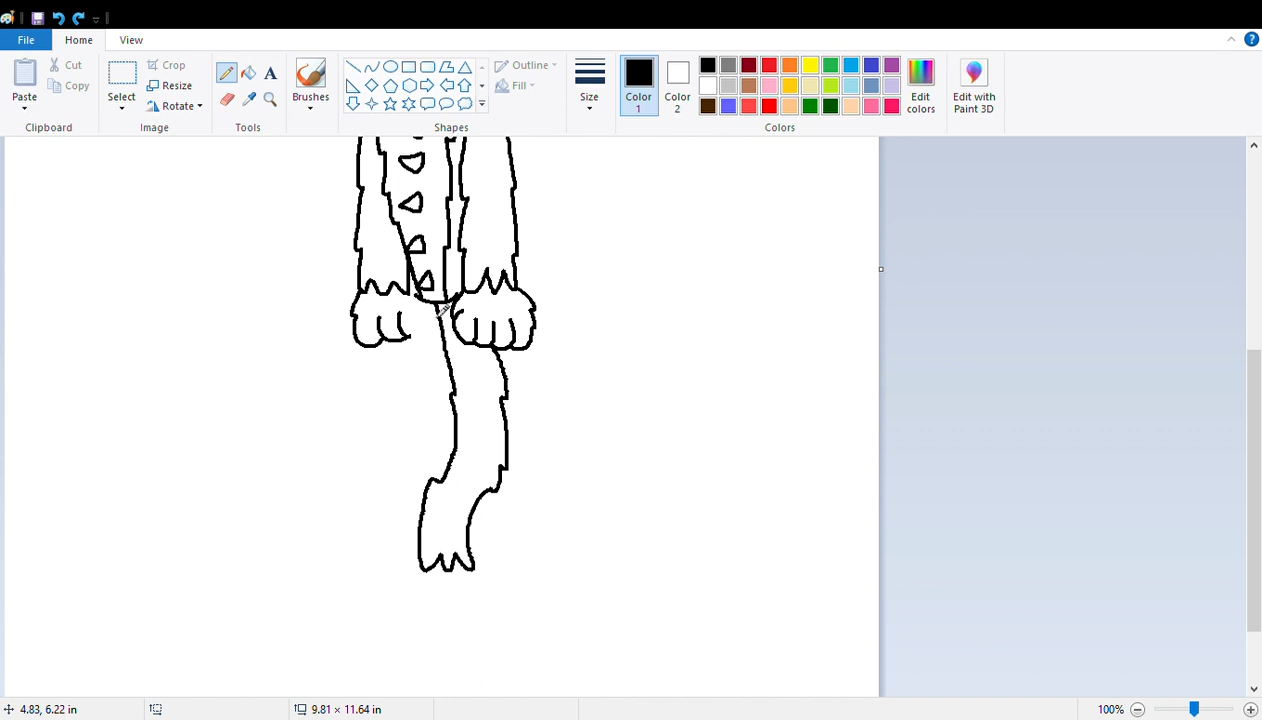 File Home View
Paste
Cut
Copy
Clipboard
Select
Crop
Resize
Rotate
Image
A
Tools
Brushes
Outline
Fill
Shapes
Size
Color 1
Color 2
Colors
Edit colors
Edit with Paint 3D
4.83, 6.22 in
9.81 × 11.64 in
100%